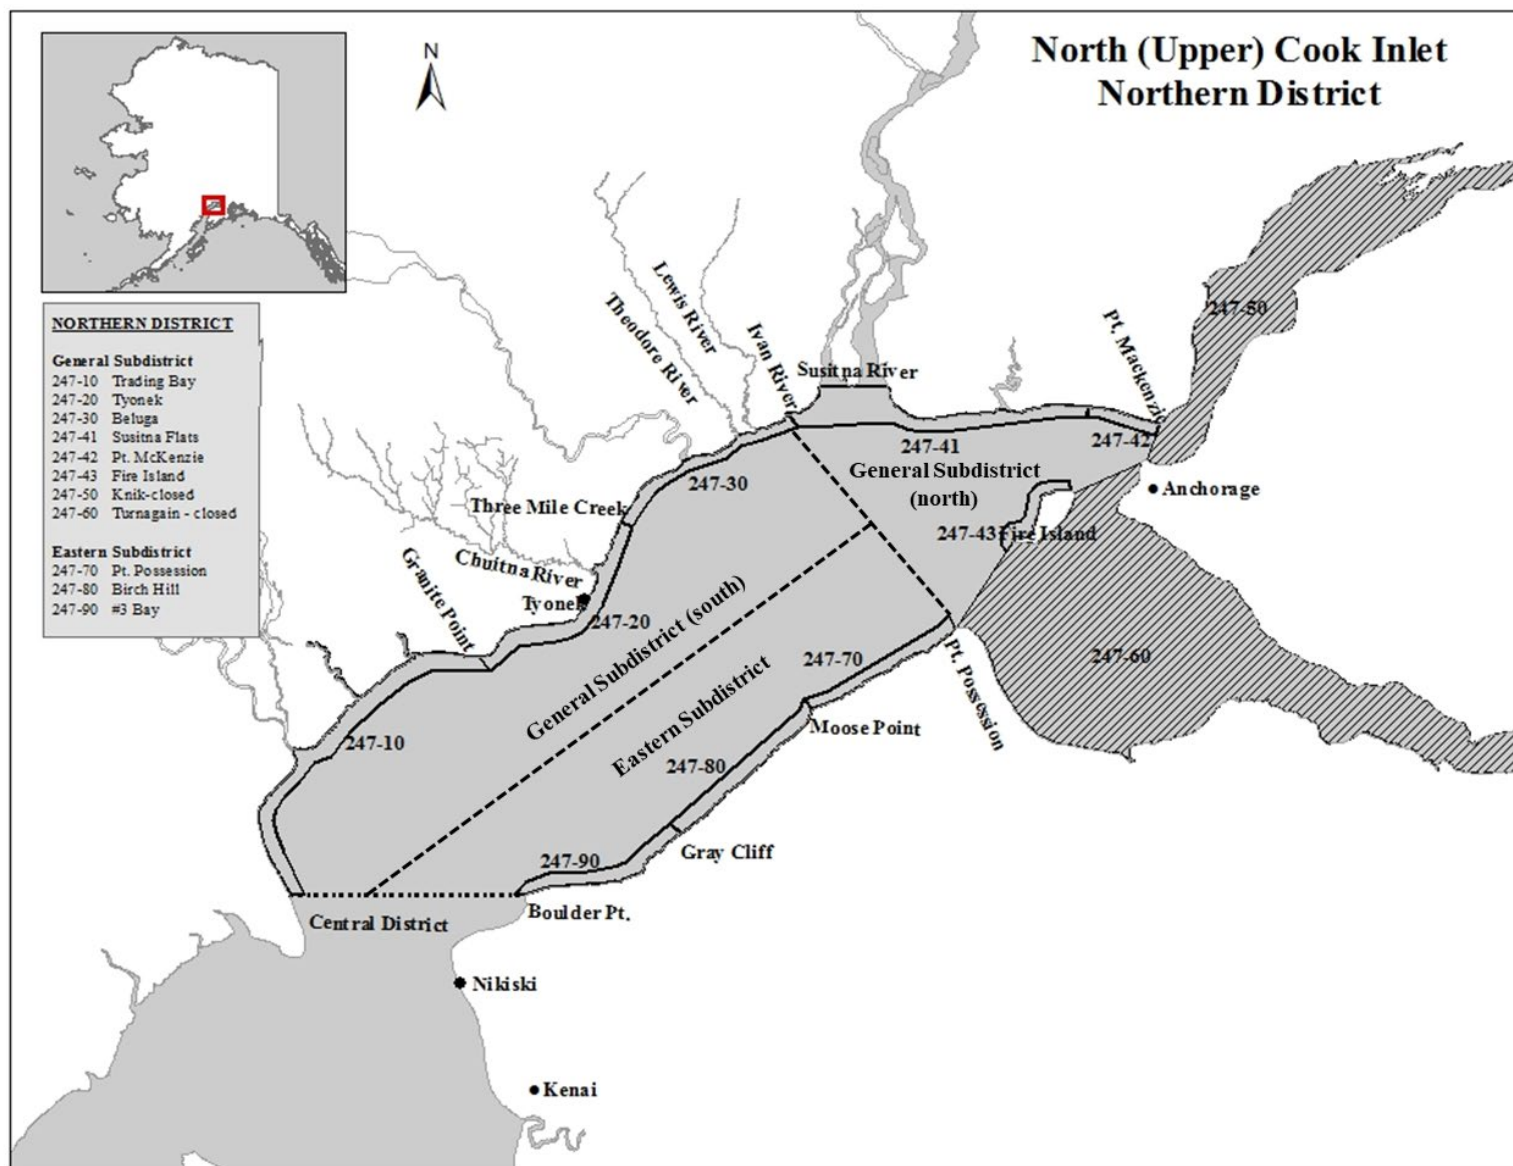 North (Upper) Cook Inlet
Northern District
N
NORTHERN DISTRICT
General Subdistrict
247-10 Trading Bay
247-20 Tyonek
247-30 Beluga
247-41 Susitna Flats
247-42 Pt. McKenzie
247-43 Fire Island
247-50 Knik-closed
247-60 Turnagain - closed
Eastern Subdistrict
247-70 Pt. Possession
247-80 Birch Hill
247-90 #3 Bay
Theodore River
Lewis River
Ivan River
Susitna River
Pt. Mackenzie
247-50
247-41
247-42
General Subdistrict
(north)
247-30
Anchorage
Three Mile Creek
247-43
Fire Island
Chuitna River
Granite Point
Tyonek
247-20
General Subdistrict (south)
Eastern Subdistrict
247-70
Pt. Possession
247-60
247-10
Moose Point
247-80
Gray Cliff
247-90
Boulder Pt.
Central District
Nikiski
Kenai